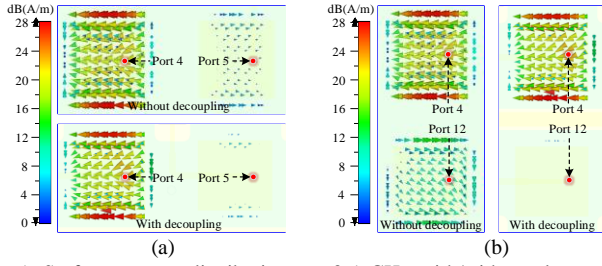 dB(A/m)
28
24
20
16
12
8
4
0
Port 4
Port 5
Without decoupling
Port 4
Port 5
With decoupling
(a)
dB(A/m)
28
24
20
16
12
8
4
0
Port 4
Port 12
Without decoupling
Port 4
Port 12
With decoupling
(b)